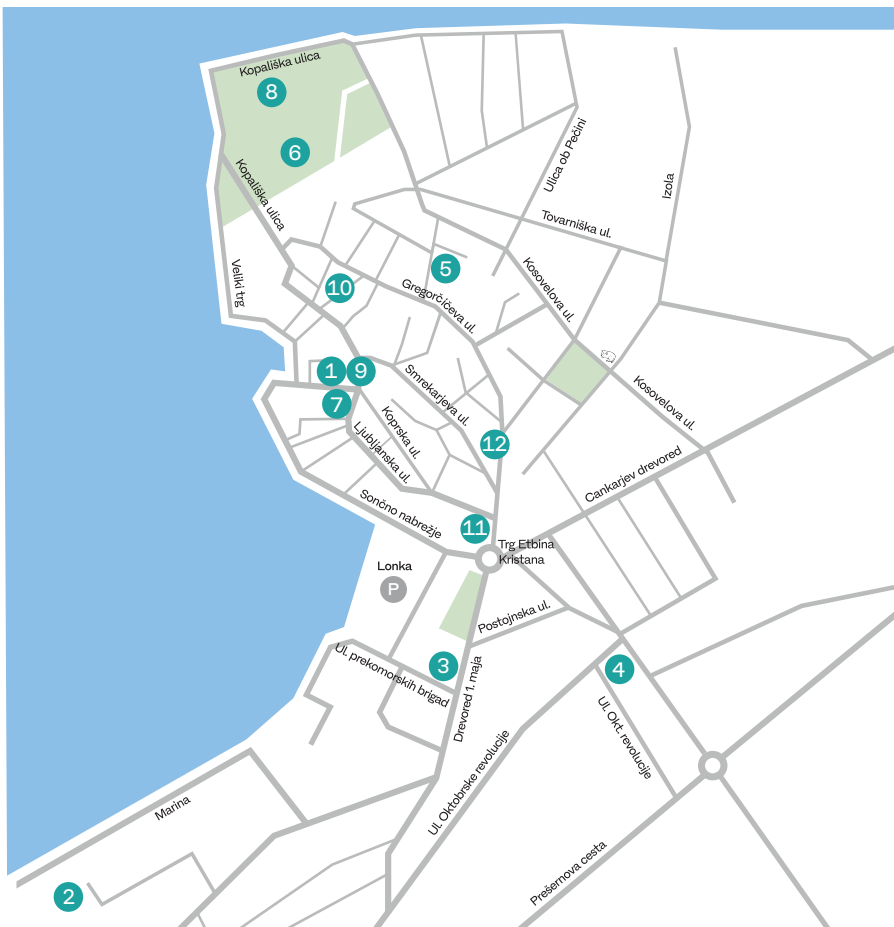 Kopališka ulica
8
6
Ulica ob Pečini
Kopališka ulica
Izola
Tovarniška ul.
Veliki trg
5
10
Kosovelova ul.
Gregorčičeva ul.
1
9
Smrekarjeva ul.
Kosovelova ul.
7
Koprska ul.
Ljubljanska ul.
12
Cankarjev drevored
Sončno nabrežje
11
Trg Etbina
Kristana
Lonka
P
Postojnska ul.
Ul. prekomorskih brigad
3
4
Drevored 1. maja
Ul. Okt. revolucije
Ul. Oktobrske revolucije
Marina
Prešernova cesta
2